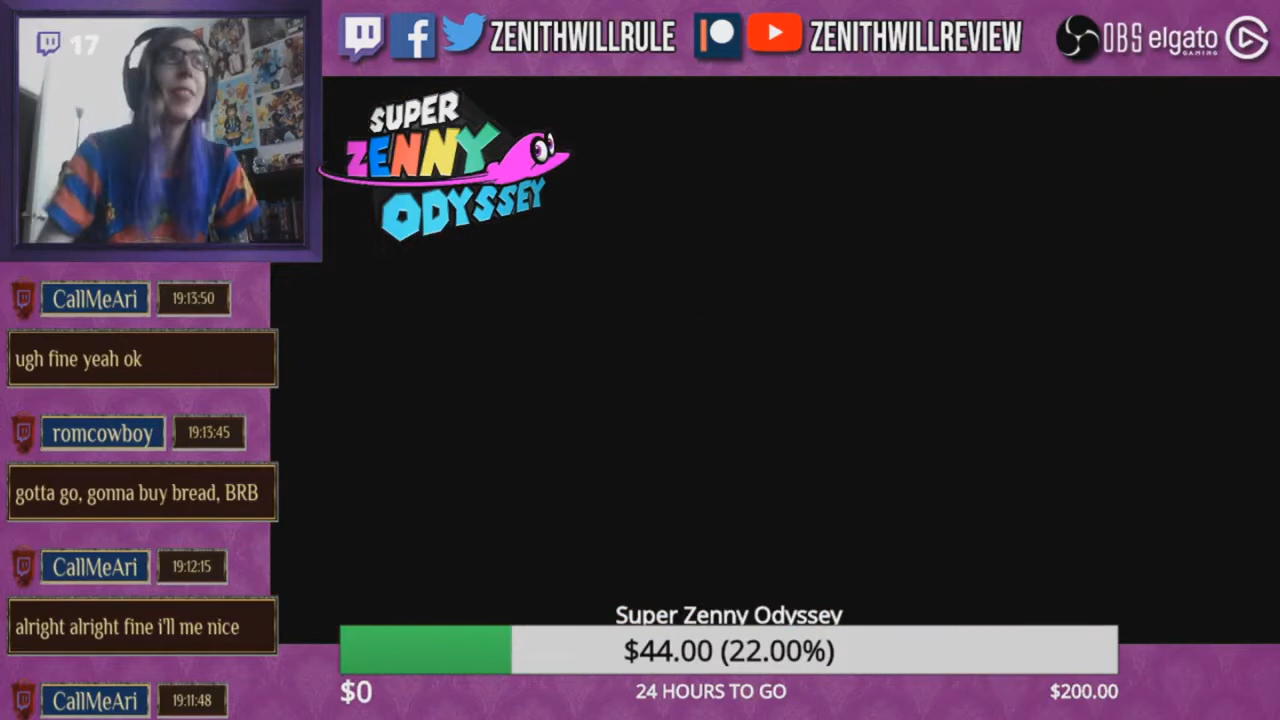 17
ZENITHWILLRULE
ZENITHWILLREVIEW
OBS
elgato
GAMING
SUPER
ZENNY
ODYSSEY
CallMeAri 19:13:50
ugh fine yeah ok
romcowboy 19:13:45
gotta go, gonna buy bread, BRB
CallMeAri 19:12:15
alright alright fine i'll me nice
CallMeAri 19:11:48
Super Zenny Odyssey
$44.00 (22.00%)
$0 24 HOURS TO GO $200.00